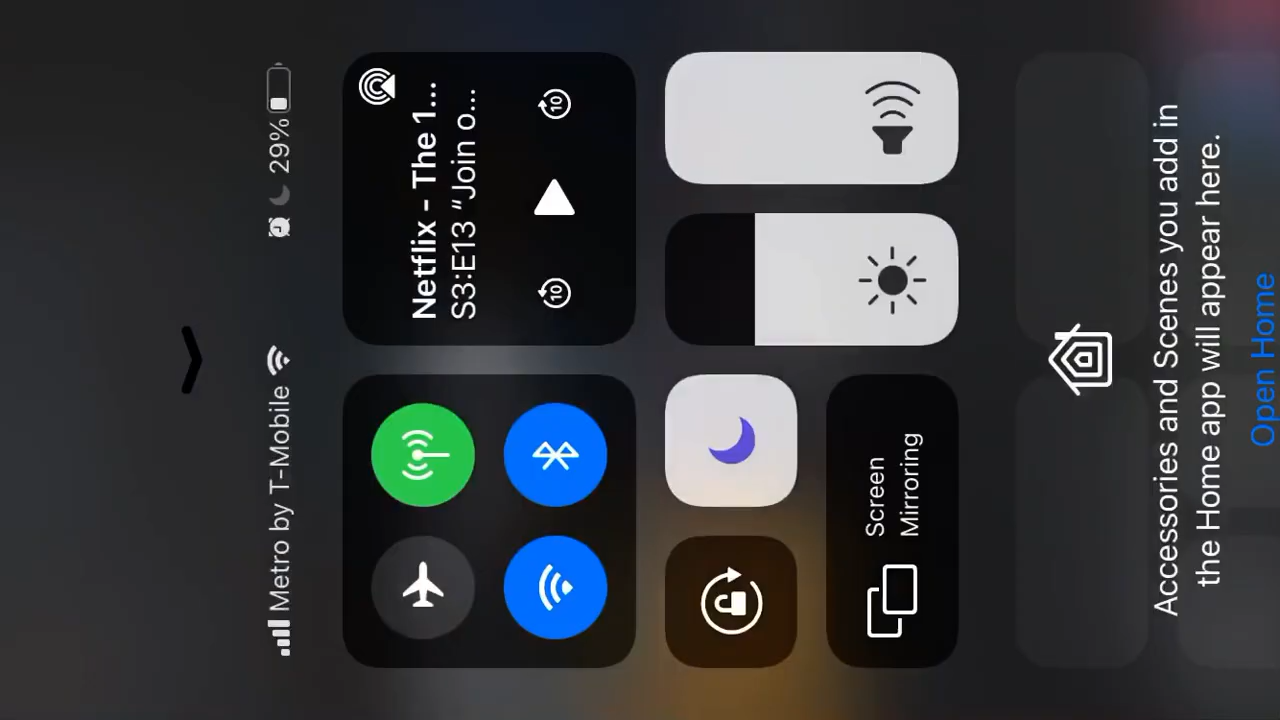 Metro by T-Mobile
29%
Netflix - The 1...
S3:E13 “Join o...
10
10
Screen
Mirroring
Accessories and Scenes you add in
the Home app will appear here.
Open Home